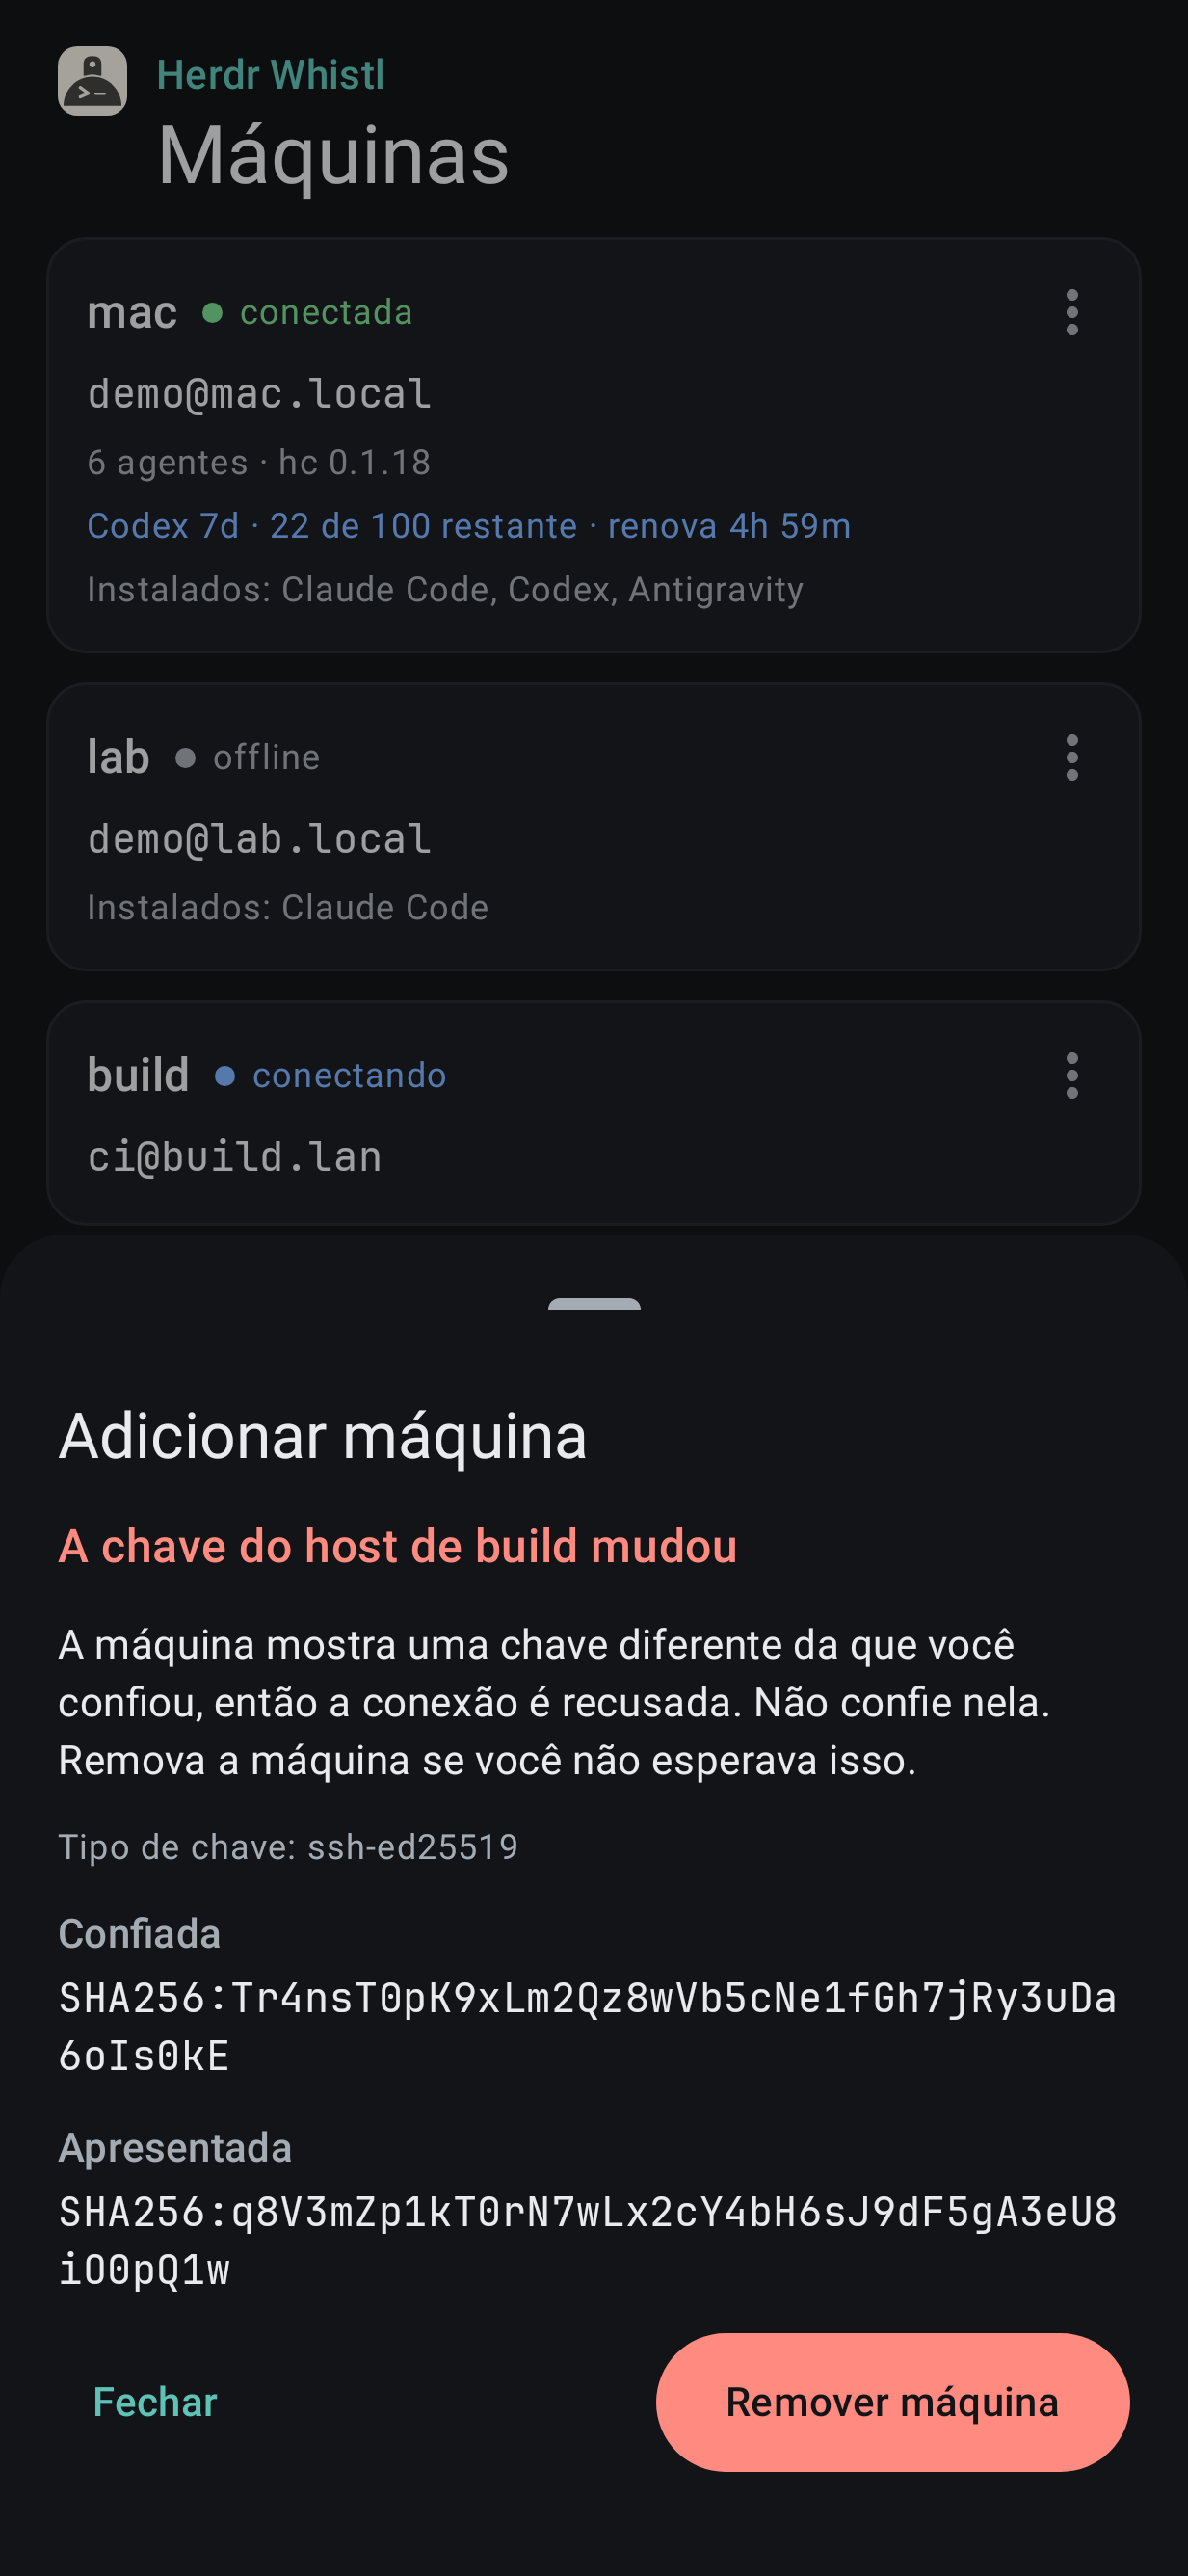 Herdr Whistl
Máquinas
mac conectada
demo@mac.local
6 agentes · hc 0.1.18
Codex 7d · 22 de 100 restante · renova 4h 59m
Instalados: Claude Code, Codex, Antigravity
lab offline
demo@lab.local
Instalados: Claude Code
build conectando
ci@build.lan
Adicionar máquina
A chave do host de build mudou
A máquina mostra uma chave diferente da que você
confiou, então a conexão é recusada. Não confie nela.
Remova a máquina se você não esperava isso.
Tipo de chave: ssh-ed25519
Confiada
SHA256:Tr4nsT0pK9xLm2Qz8wVb5cNe1fGh7jRy3uDa
6oIs0kE
Apresentada
SHA256:q8V3mZp1kT0rN7wLx2cY4bH6sJ9dF5gA3eU8
iO0pQ1w
Fechar
Remover máquina